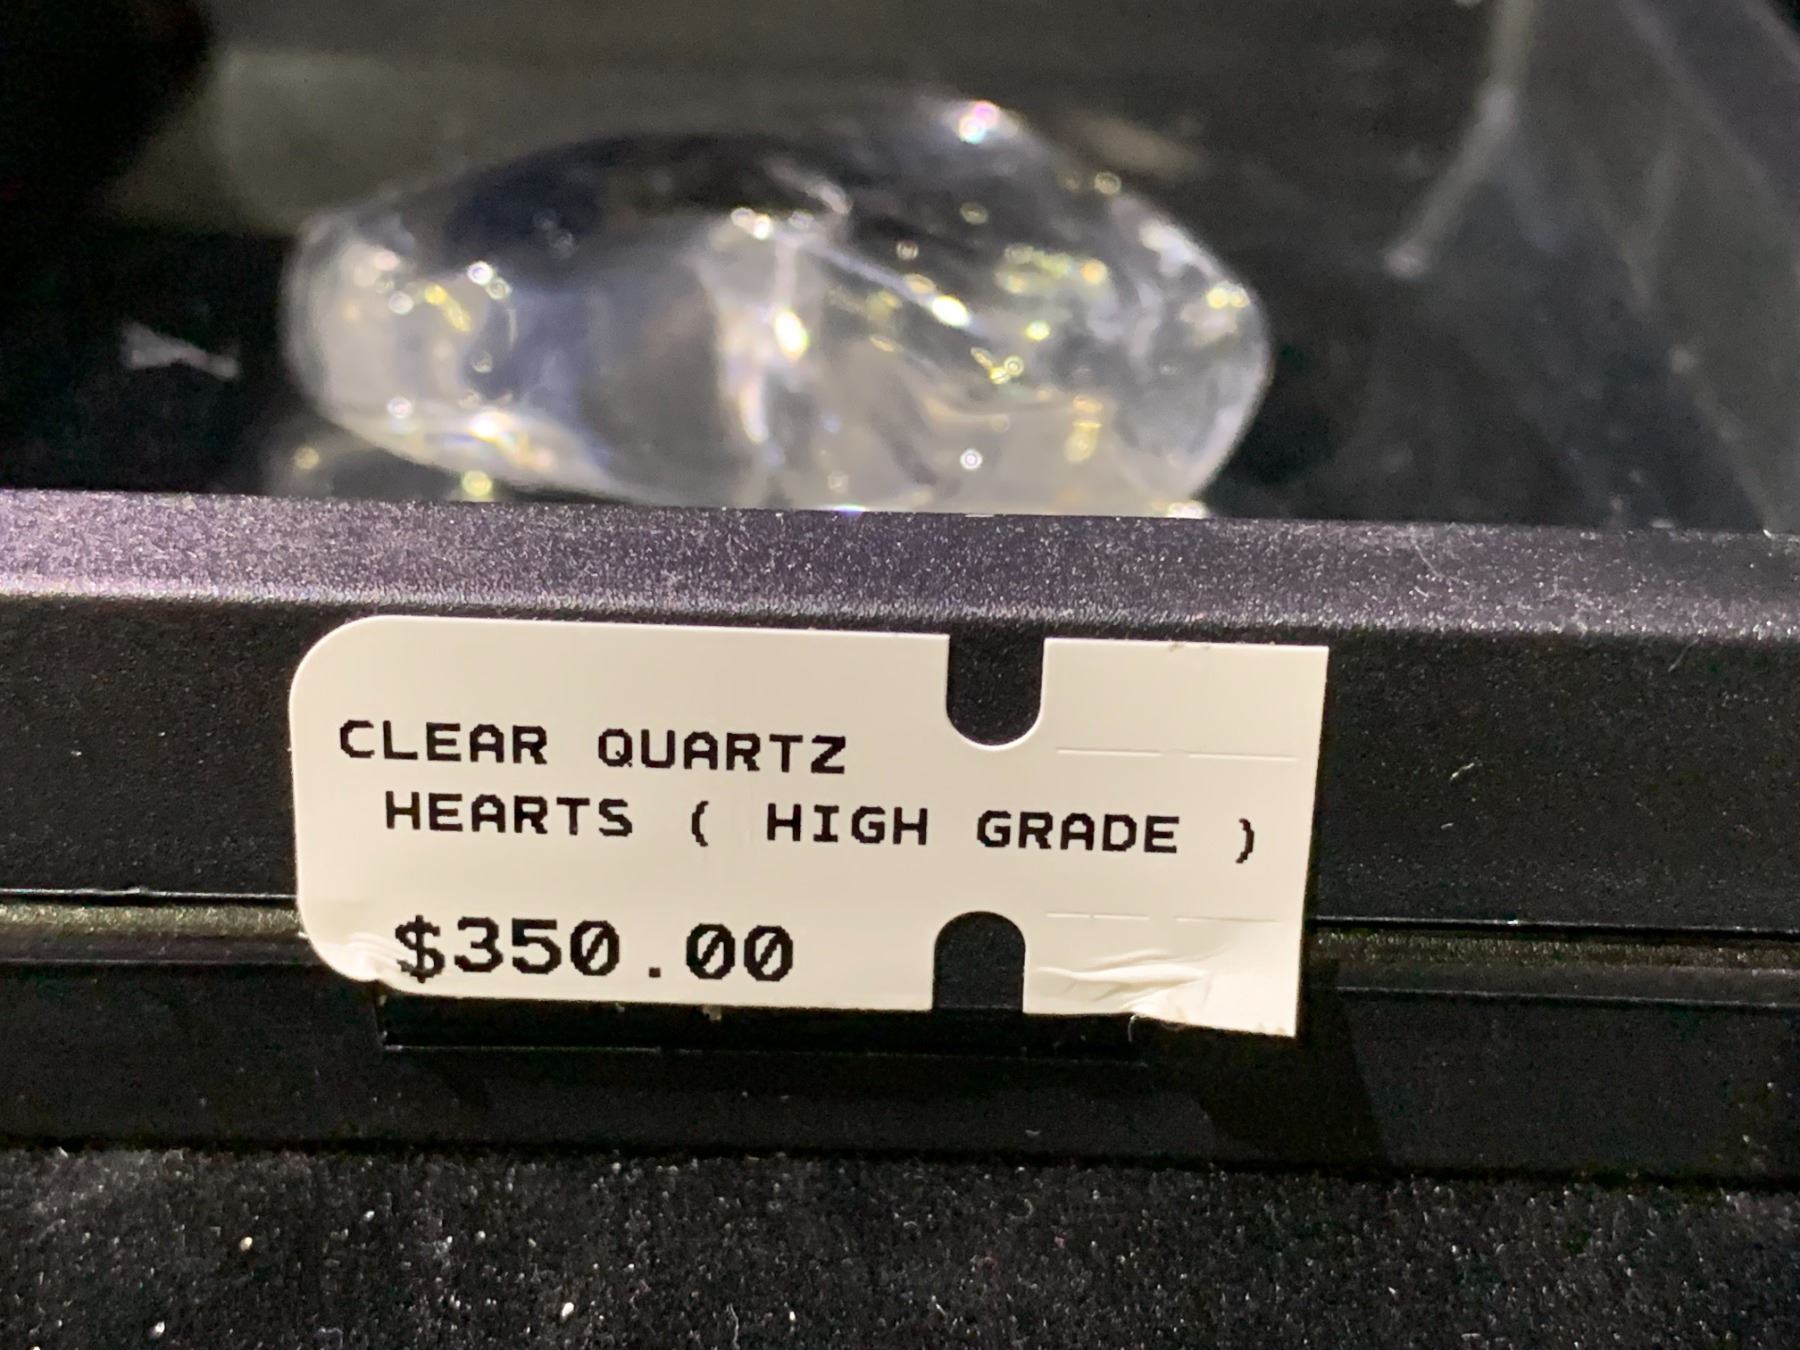 CLEAR QUARTZ
HEARTS ( HIGH GRADE )
$350.00